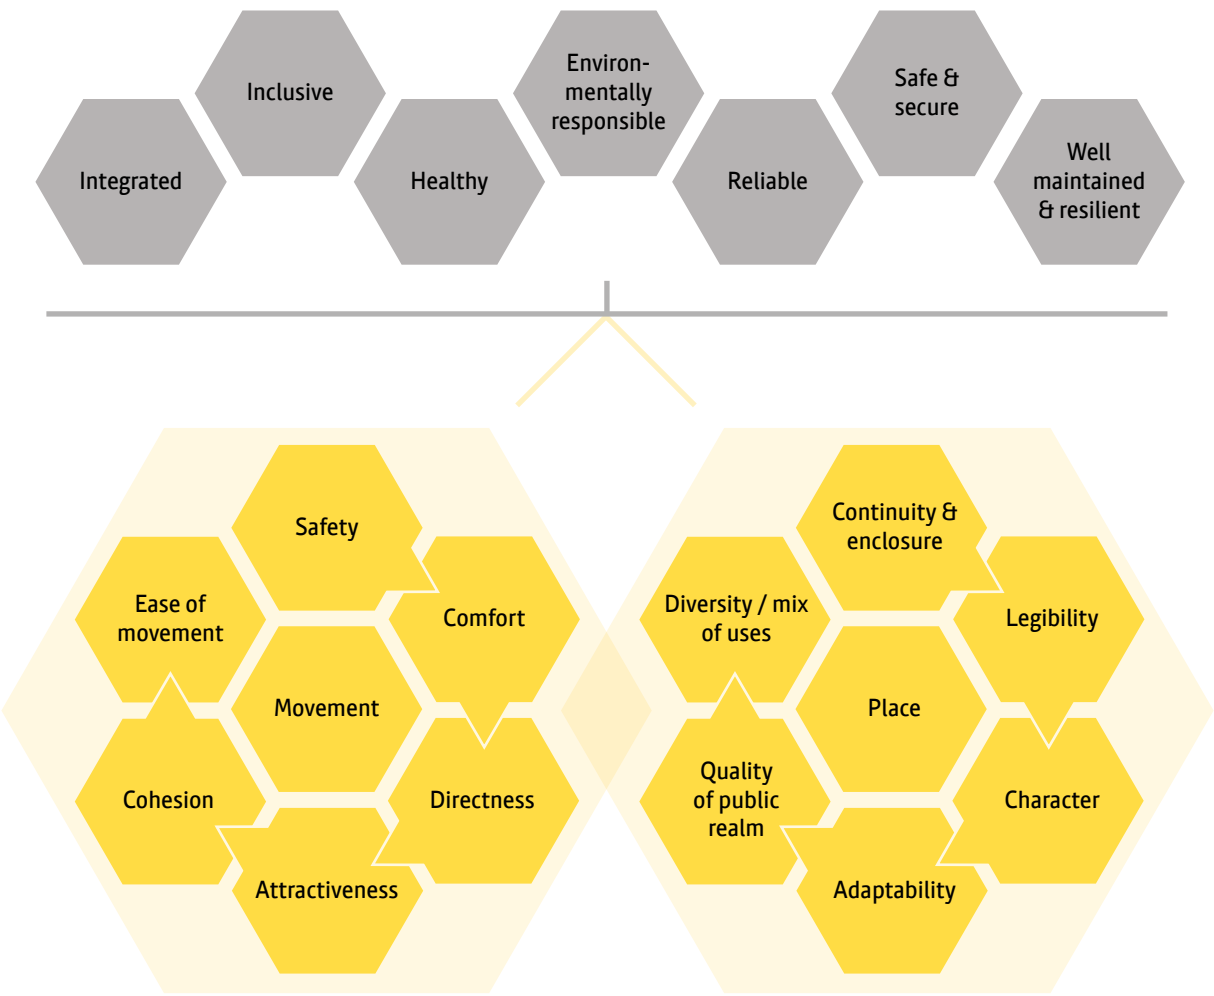 Integrated
Inclusive
Healthy
Environ-
mentally
responsible
Reliable
Safe &
secure
Well
maintained
& resilient
Safety
Ease of
movement
Comfort
Movement
Cohesion
Directness
Attractiveness
Continuity &
enclosure
Diversity / mix
of uses
Legibility
Place
Quality
of public
realm
Character
Adaptability